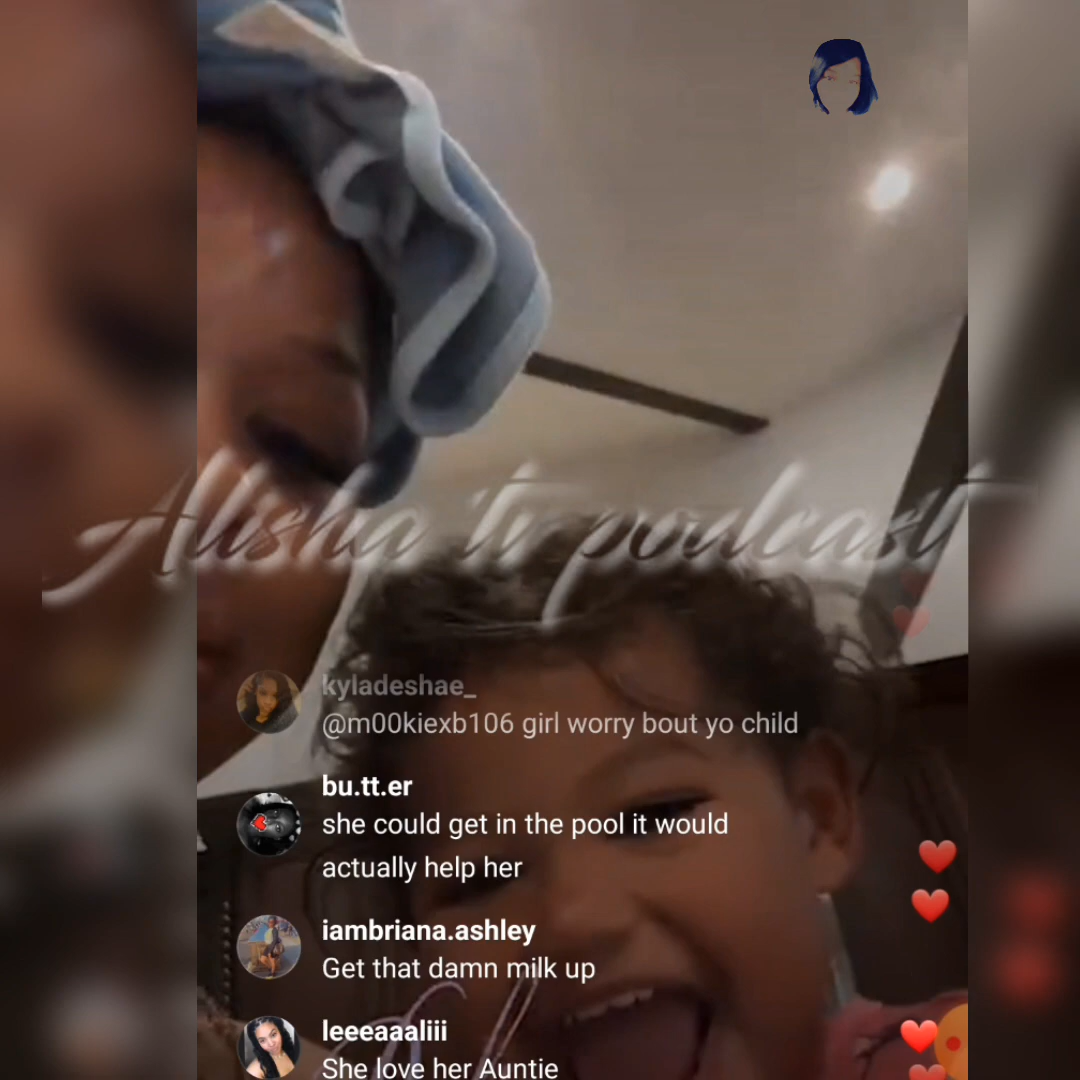 Alisha tv podcast
kyladeshae_
@m00kiexb106 girl worry bout yo child
bu.tt.er
she could get in the pool it would
actually help her
iambriana.ashley
Get that damn milk up
leeeaaaliii
She love her Auntie